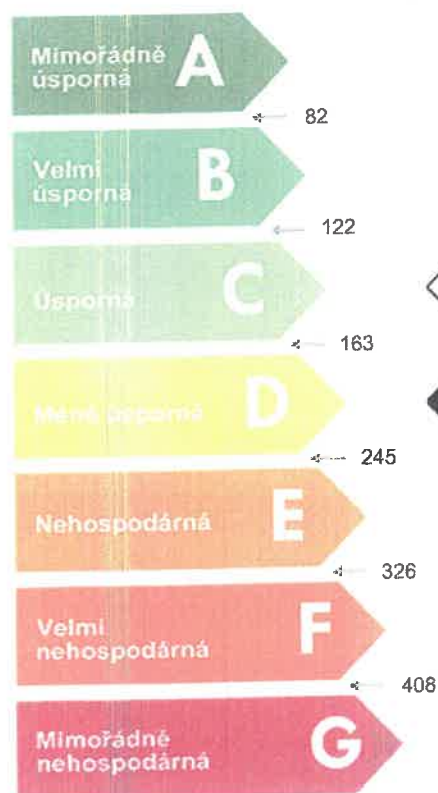 Mimořádně
úsporná
A
82
Velmi
úsporná
B
122
Úsporná
C
163
Méně úsporná
D
245
Nehospodárná
E
326
Velmi
nehospodárná
F
408
Mimořádně
nehospodárná
G